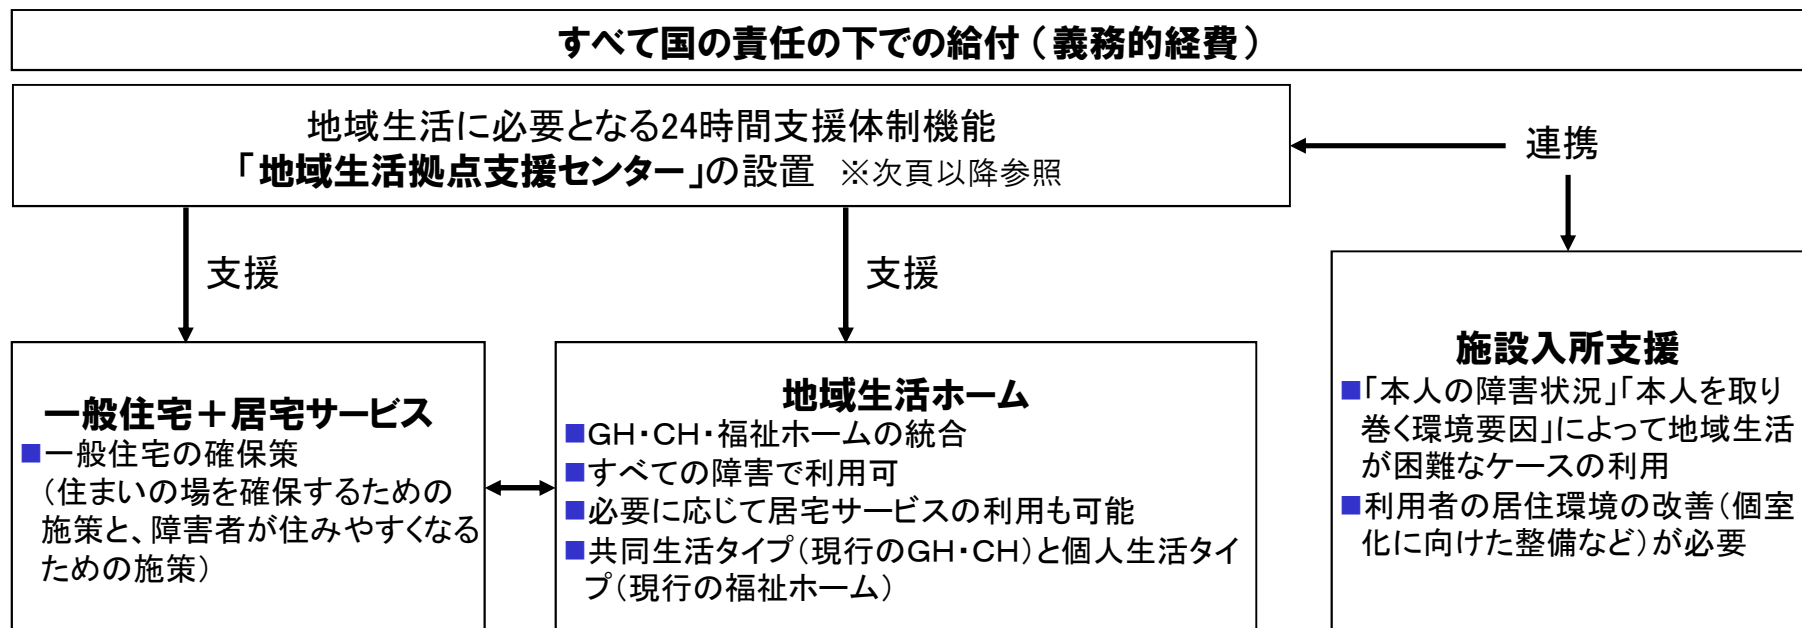 すべて国の責任の下での給付(義務的経費)
地域生活に必要となる24時間支援体制機能
「地域生活拠点支援センター」の設置 ※次頁以降参照
連携
支援
支援
一般住宅+居宅サービス
■一般住宅の確保策
(住まいの場を確保するための
施策と、障害者が住みやすくなる
ための施策)
地域生活ホーム
■GH・CH・福祉ホームの統合
■すべての障害で利用可
■必要に応じて居宅サービスの利用も可能
■共同生活タイプ(現行のGH・CH)と個人生活タイ
プ(現行の福祉ホーム)
施設入所支援
■「本人の障害状況」「本人を取り
巻く環境要因」によって地域生活
が困難なケースの利用
■利用者の居住環境の改善(個室
化に向けた整備など)が必要